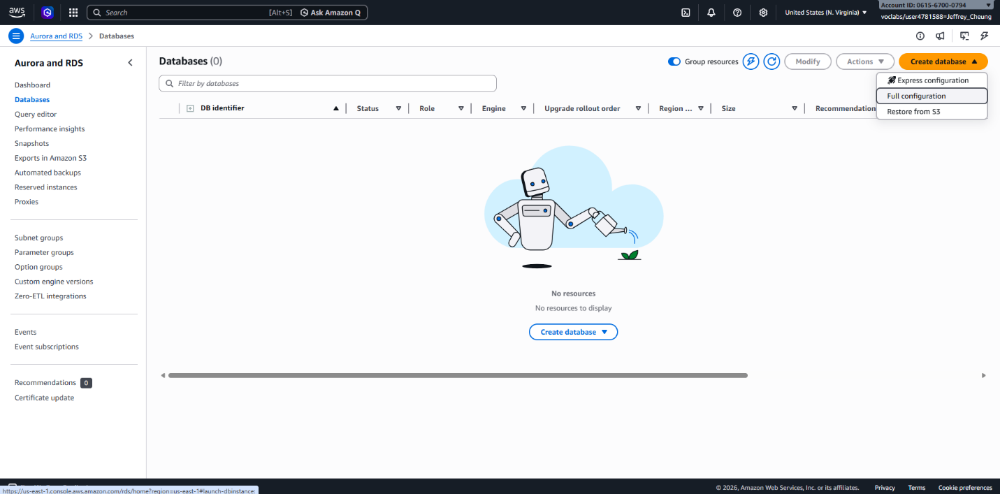 aws
Search [Alt+S] Ask Amazon Q
United States (N. Virginia)
Account ID: 0615-6700-0794
voclabs/user4781588=Jeffrey_Cheung
Aurora and RDS > Databases
Aurora and RDS
Dashboard
Databases
Query editor
Performance insights
Snapshots
Exports in Amazon S3
Automated backups
Reserved instances
Proxies
Subnet groups
Parameter groups
Option groups
Custom engine versions
Zero-ETL integrations
Events
Event subscriptions
Recommendations 0
Certificate update
Databases (0)
Group resources
Modify
Actions
Create database
Express configuration
Full configuration
Restore from S3
Filter by databases
DB identifier
Status
Role
Engine
Upgrade rollout order
Region ...
Size
Recommendation
No resources
No resources to display
Create database
https://us-east-1.console.aws.amazon.com/rds/home?region=us-east-1#launch-dbinstance:
© 2026, Amazon Web Services, Inc. or its affiliates.
Privacy
Terms
Cookie preferences